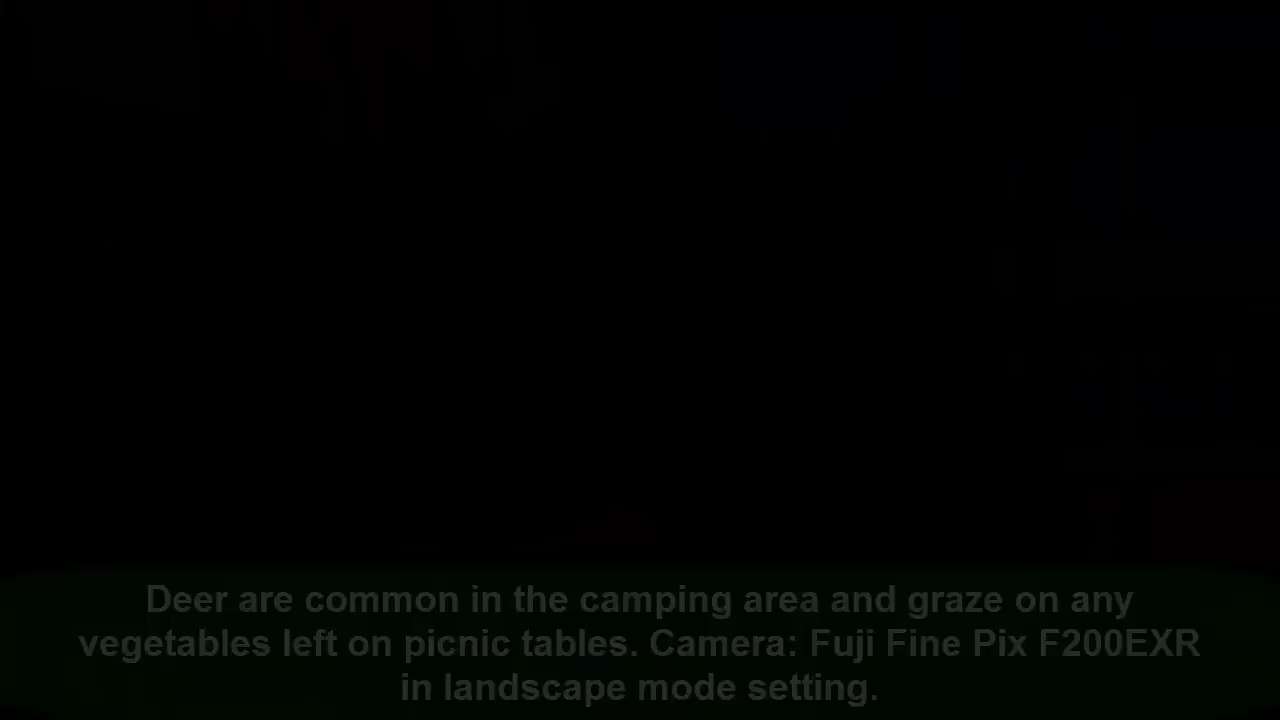 Deer are common in the camping area and graze on any
vegetables left on picnic tables. Camera: Fuji Fine Pix F200EXR
in landscape mode setting.